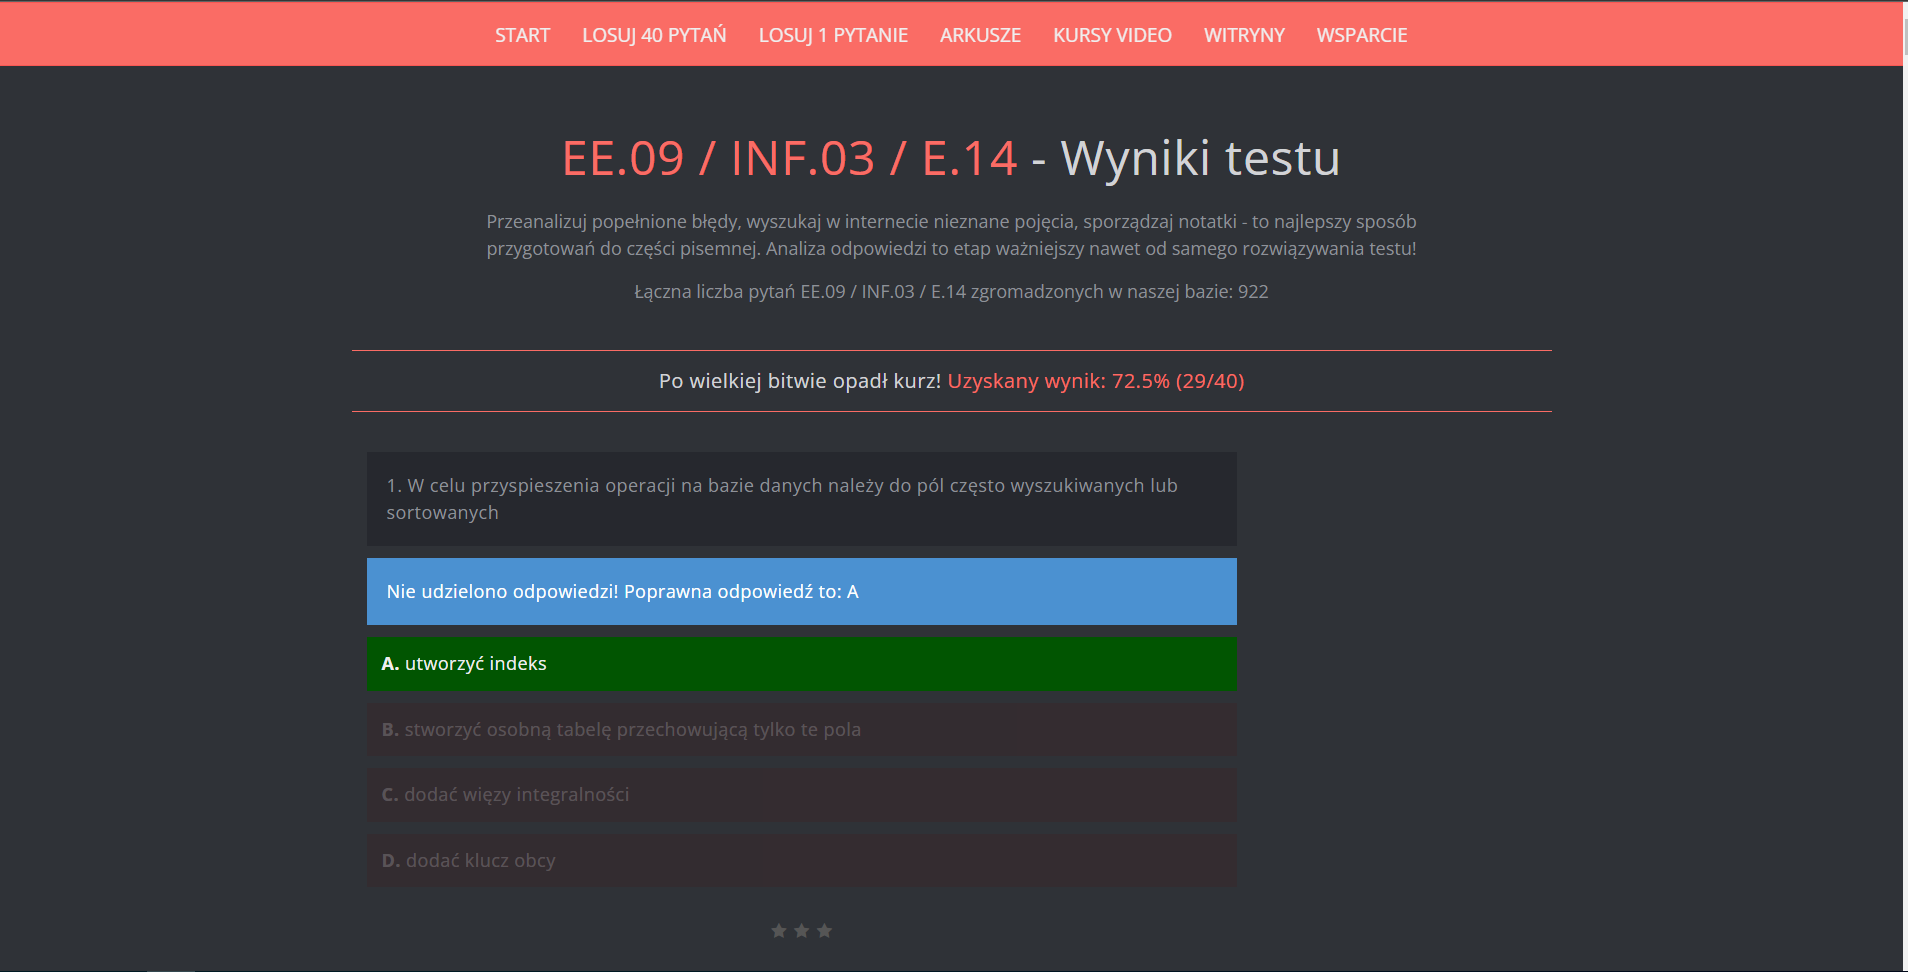 START LOSUJ 40 PYTAŃ LOSUJ 1 PYTANIE ARKUSZE KURSY VIDEO WITRYNY WSPARCIE
EE.09 / INF.03 / E.14 - Wyniki testu
Przeanalizuj popełnione błędy, wyszukaj w internecie nieznane pojęcia, sporządzaj notatki - to najlepszy sposób
przygotowań do części pisemnej. Analiza odpowiedzi to etap ważniejszy nawet od samego rozwiązywania testu!
Łączna liczba pytań EE.09 / INF.03 / E.14 zgromadzonych w naszej bazie: 922
Po wielkiej bitwie opadł kurz! Uzyskany wynik: 72.5% (29/40)
1. W celu przyspieszenia operacji na bazie danych należy do pól często wyszukiwanych lub
sortowanych
Nie udzielono odpowiedzi! Poprawna odpowiedź to: A
A. utworzyć indeks
B. stworzyć osobną tabelę przechowującą tylko te pola
C. dodać więzy integralności
D. dodać klucz obcy